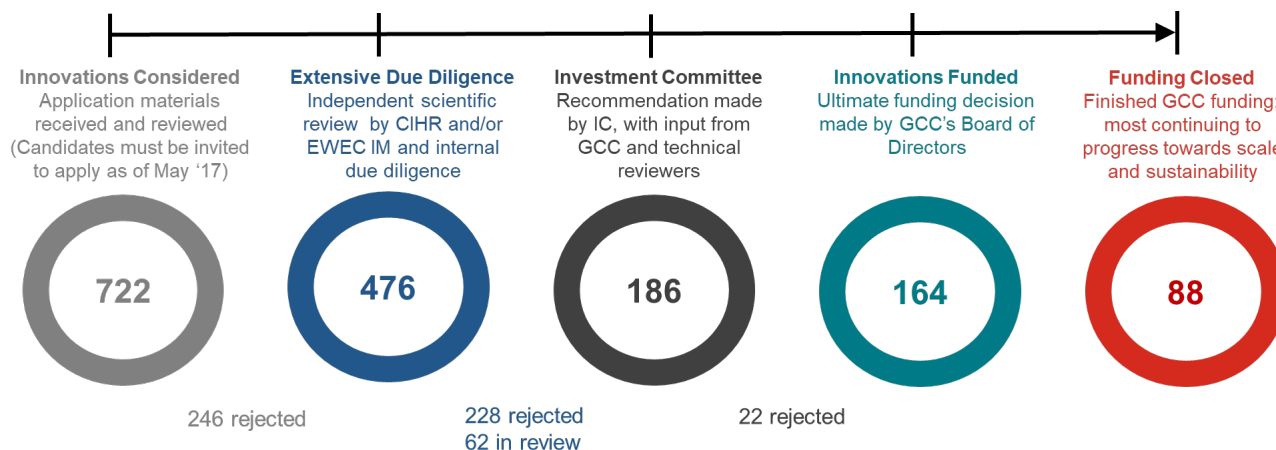 Innovations Considered
Application materials
received and reviewed
(Candidates must be invited
to apply as of May ‘17)
Extensive Due Diligence
Independent scientific
review by CIHR and/or
EWEC IM and internal
due diligence
Investment Committee
Recommendation made
by IC, with input from
GCC and technical
reviewers
Innovations Funded
Ultimate funding decision
made by GCC’s Board of
Directors
Funding Closed
Finished GCC funding;
most continuing to
progress towards scale
and sustainability
722
476
186
164
88
246 rejected
228 rejected
62 in review
22 rejected